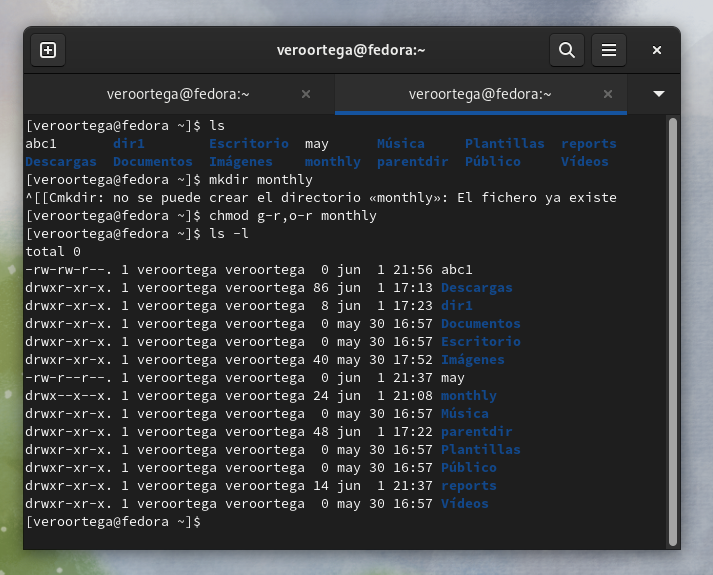 veroortega@fedora:~
veroortega@fedora:~ veroortega@fedora:~
[veroortega@fedora ~]$ ls
abc1 dir1 Escritorio may Música Plantillas reports
Descargas Documentos Imágenes monthly parentdir Público Vídeos
[veroortega@fedora ~]$ mkdir monthly
^[[Cmkdir: no se puede crear el directorio «monthly»: El fichero ya existe
[veroortega@fedora ~]$ chmod g-r,o-r monthly
[veroortega@fedora ~]$ ls -l
total 0
-rw-rw-r--. 1 veroortega veroortega 0 jun 1 21:56 abc1
drwxr-xr-x. 1 veroortega veroortega 86 jun 1 17:13 Descargas
drwxr-xr-x. 1 veroortega veroortega 8 jun 1 17:23 dir1
drwxr-xr-x. 1 veroortega veroortega 0 may 30 16:57 Documentos
drwxr-xr-x. 1 veroortega veroortega 0 may 30 16:57 Escritorio
drwxr-xr-x. 1 veroortega veroortega 40 may 30 17:52 Imágenes
-rw-r--r--. 1 veroortega veroortega 0 jun 1 21:37 may
drwx--x--x. 1 veroortega veroortega 24 jun 1 21:08 monthly
drwxr-xr-x. 1 veroortega veroortega 0 may 30 16:57 Música
drwxr-xr-x. 1 veroortega veroortega 48 jun 1 17:22 parentdir
drwxr-xr-x. 1 veroortega veroortega 0 may 30 16:57 Plantillas
drwxr-xr-x. 1 veroortega veroortega 0 may 30 16:57 Público
drwxr-xr-x. 1 veroortega veroortega 14 jun 1 21:37 reports
drwxr-xr-x. 1 veroortega veroortega 0 may 30 16:57 Vídeos
[veroortega@fedora ~]$